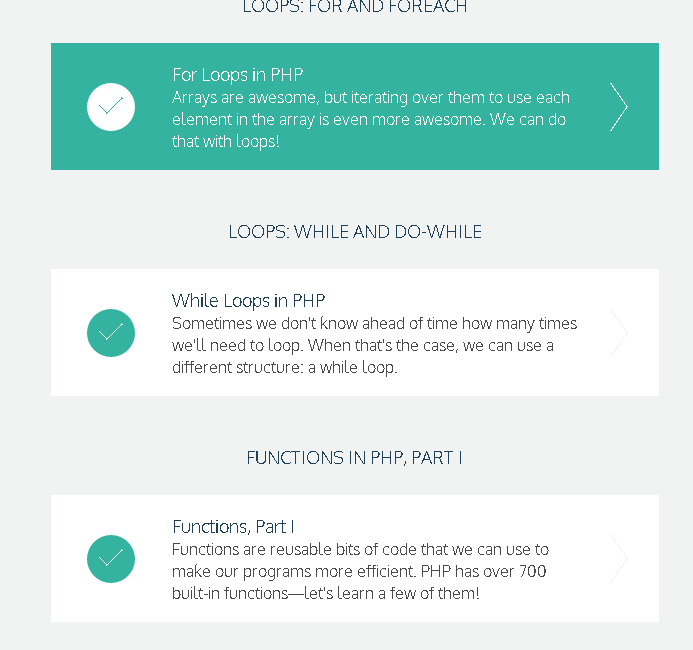 LOOPS: FOR AND FOREACH
For Loops in PHP
Arrays are awesome, but iterating over them to use each
element in the array is even more awesome. We can do
that with loops!
LOOPS: WHILE AND DO-WHILE
While Loops in PHP
Sometimes we don't know ahead of time how many times
we'll need to loop. When that's the case, we can use a
different structure: a while loop.
FUNCTIONS IN PHP, PART I
Functions, Part I
Functions are reusable bits of code that we can use to
make our programs more efficient. PHP has over 700
built-in functions—let's learn a few of them!